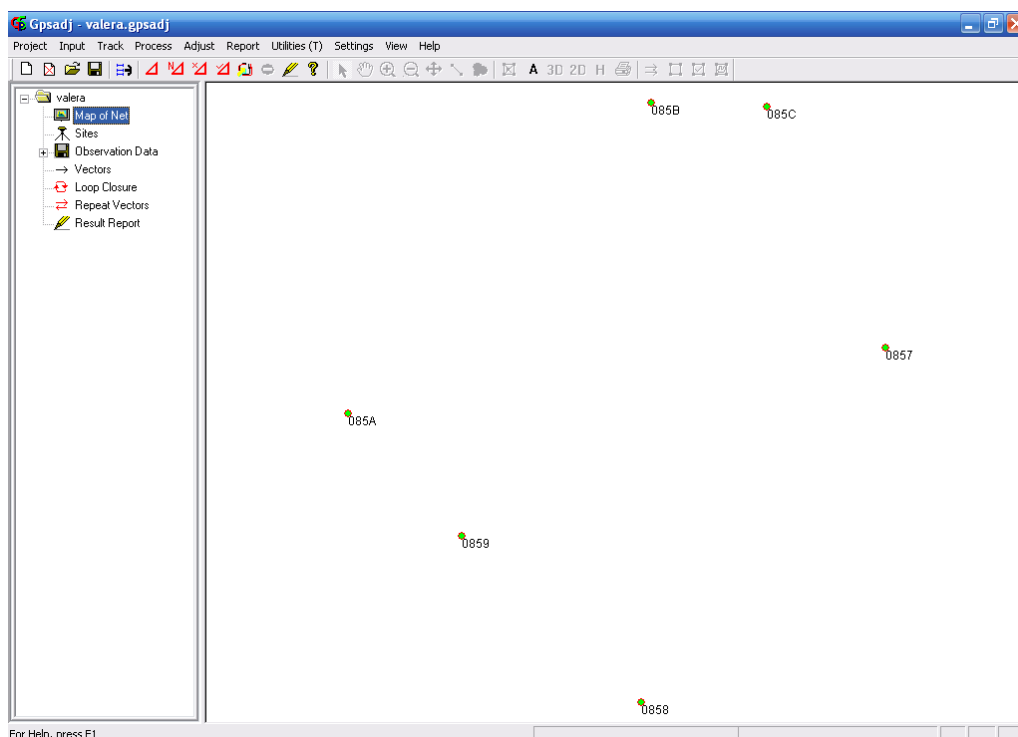 Gpsadj - valera.gpsadj
Project Input Track Process Adjust Report Utilities (T) Settings View Help
A 3D 2D H
valera
Map of Net
Sites
Observation Data
Vectors
Loop Closure
Repeat Vectors
Result Report
085B
085C
0857
085A
0859
0858
For Help, press F1